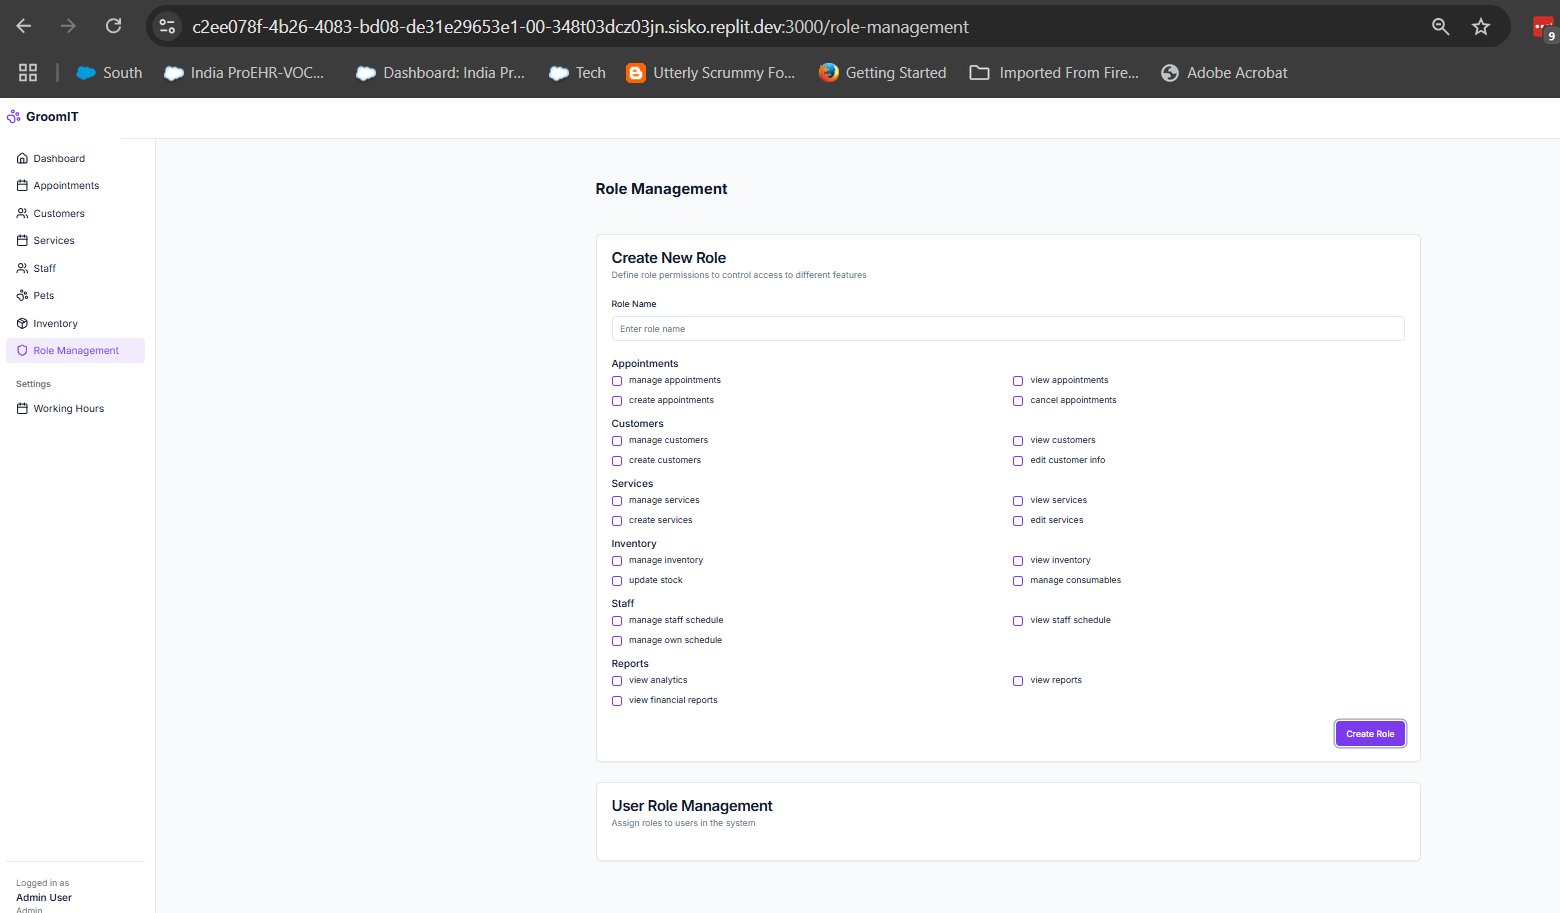 c2ee078f-4b26-4083-bd08-de31e29653e1-00-348t03dcz03jn.sisko.replit.dev:3000/role-management
9
South India ProEHR-VOC... Dashboard: India Pr... Tech Utterly Scrummy Fo... Getting Started Imported From Fire... Adobe Acrobat
GroomIT
Dashboard
Appointments
Customers
Services
Staff
Pets
Inventory
Role Management
Settings
Working Hours
Logged in as
Admin User
Admin
Role Management
Create New Role
Define role permissions to control access to different features
Role Name
Enter role name
Appointments
manage appointments view appointments
create appointments cancel appointments
Customers
manage customers view customers
create customers edit customer info
Services
manage services view services
create services edit services
Inventory
manage inventory view inventory
update stock manage consumables
Staff
manage staff schedule view staff schedule
manage own schedule
Reports
view analytics view reports
view financial reports
Create Role
User Role Management
Assign roles to users in the system